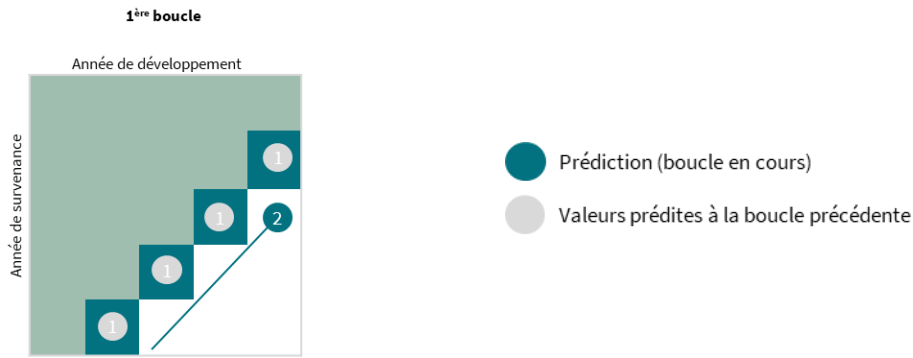 1ère boucle
Année de développement
Année de survenance
1
1
2
1
1
Prédiction (boucle en cours)
Valeurs prédites à la boucle précédente